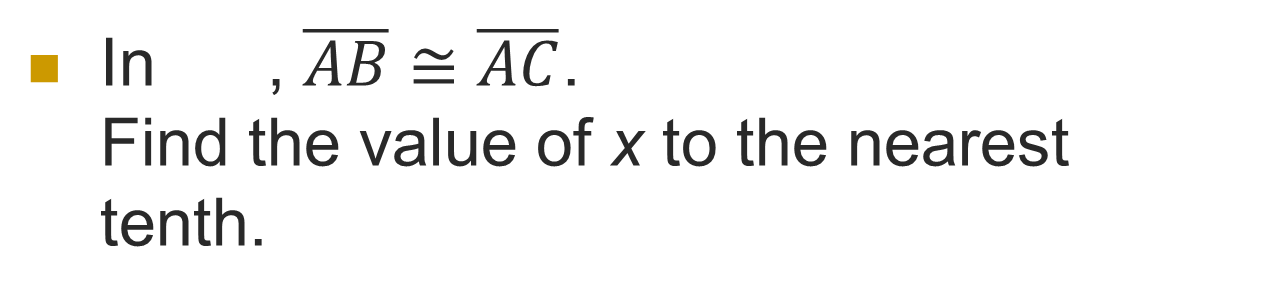 In , AB ≅ AC.
Find the value of x to the nearest
tenth.